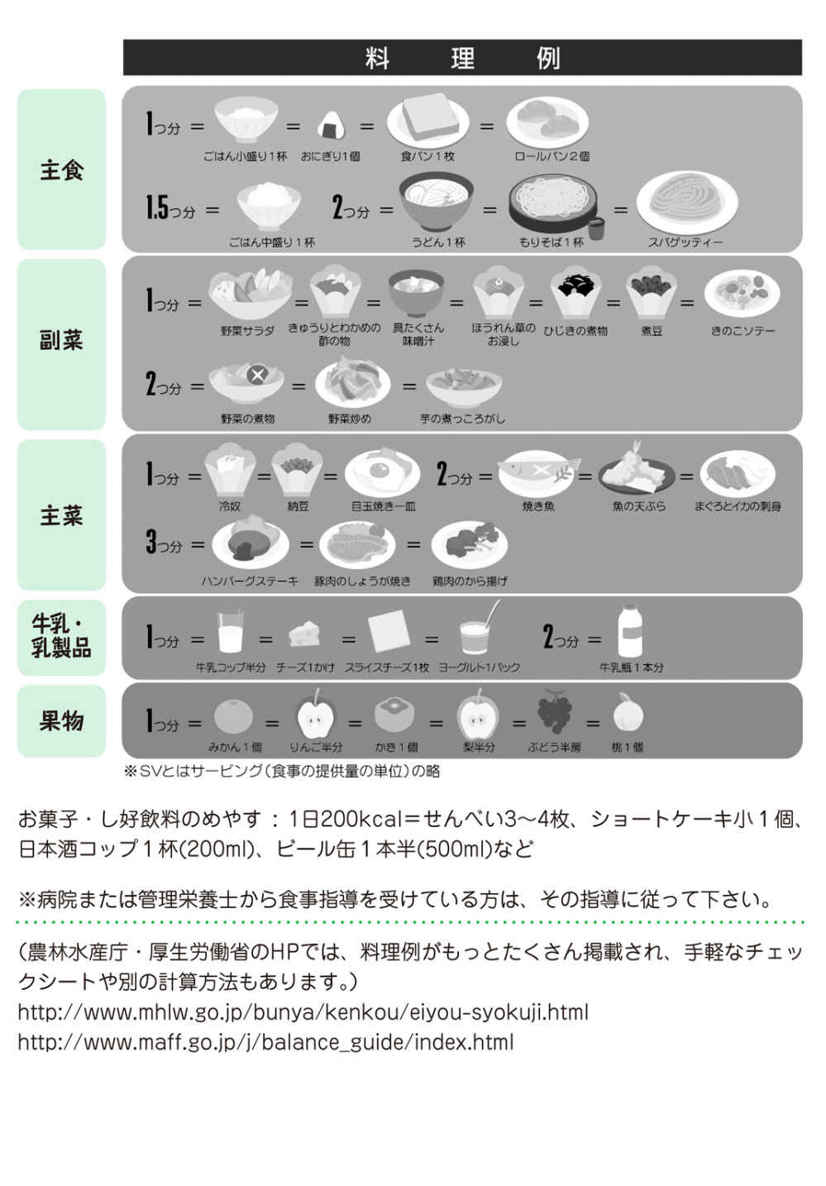 料理例
主食
1つ分 = = = =
ごはん小盛り1杯 おにぎり1個 食パン1枚 ロールパン2個
1.5つ分 = 2つ分 = = =
ごはん中盛り1杯 うどん1杯 もりそば1杯 スパゲッティー
副菜
1つ分 = = = = = = =
野菜サラダ きゅうりとわかめの 具たくさん ほうれん草の ひじきの煮物 煮豆 きのこソテー
酢の物 味噌汁 お浸し
2つ分 = = =
野菜の煮物 野菜炒め 芋の煮っころがし
主菜
1つ分 = = = 2つ分 = = =
冷奴 納豆 目玉焼き一皿 焼き魚 魚の天ぷら まぐろとイカの刺身
3つ分 = = =
ハンバーグステーキ 豚肉のしょうが焼き 鶏肉のから揚げ
牛乳・
乳製品
1つ分 = = = = 2つ分 =
牛乳コップ半分 チーズ1かけ スライスチーズ1枚 ヨーグルト1パック 牛乳瓶1本分
果物
1つ分 = = = = = =
みかん1個 りんご半分 かき1個 梨半分 ぶどう半房 桃1個
※SVとはサービング(食事の提供量の単位)の略
お菓子・し好飲料のめやす：1日200kcal＝せんべい3～4枚、ショートケーキ小1個、
日本酒コップ1杯(200ml)、ビール缶1本半(500ml)など
※病院または管理栄養士から食事指導を受けている方は、その指導に従って下さい。
(農林水産庁・厚生労働省のHPでは、料理例がもっとたくさん掲載され、手軽なチェッ
クシートや別の計算方法もあります。)
http://www.mhlw.go.jp/bunya/kenkou/eiyou-syokuji.html
http://www.maff.go.jp/j/balance_guide/index.html